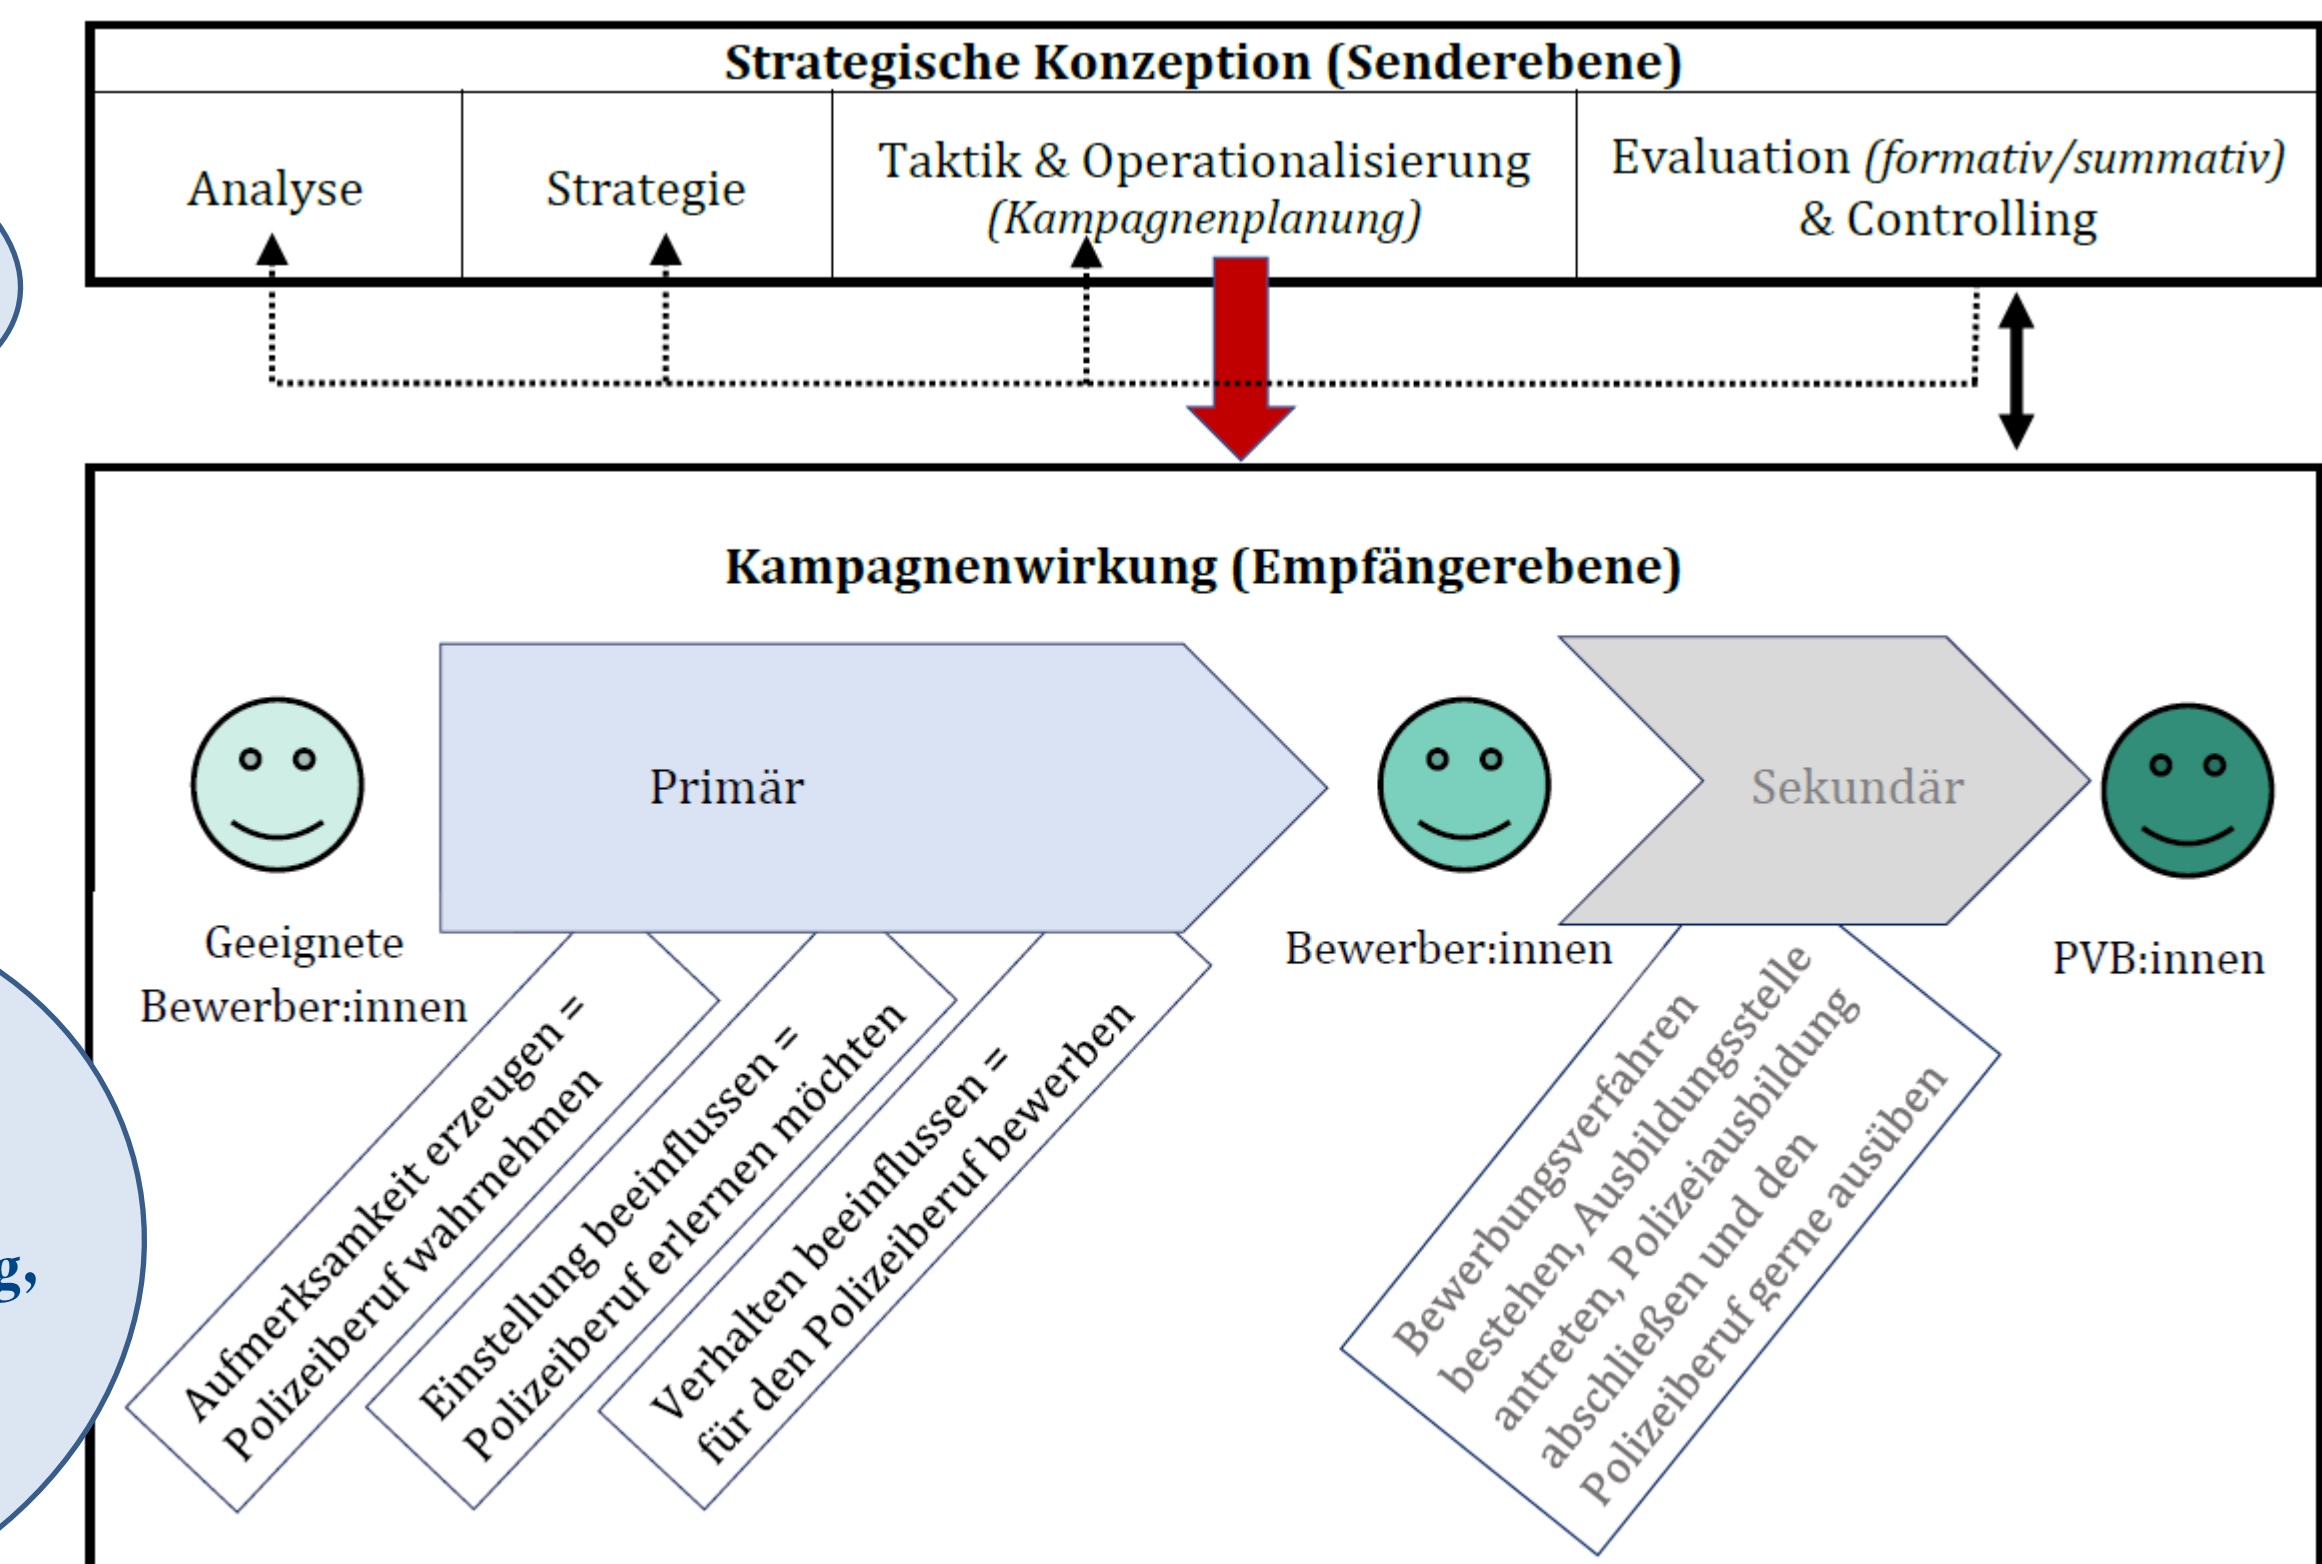 Strategische Konzeption (Senderebene)
Analyse
Strategie
Taktik & Operationalisierung
(Kampagnenplanung)
Evaluation (formativ/summativ)
& Controlling
Kampagnenwirkung (Empfängerebene)
Primär
Sekundär
Geeignete
Bewerber:innen
Bewerber:innen
PVB:innen
Aufmerksamkeit erzeugen =
Polizeiberuf wahrnehmen
Einstellung beeinflussen =
Polizeiberuf erlernen möchten
Verhalten beeinflussen =
für den Polizeiberuf bewerben
Bewerbungsverfahren
bestehen, Ausbildungsstelle
antreten, Polizeiausbildung
abschließen und den
Polizeiberuf gerne ausüben
g,